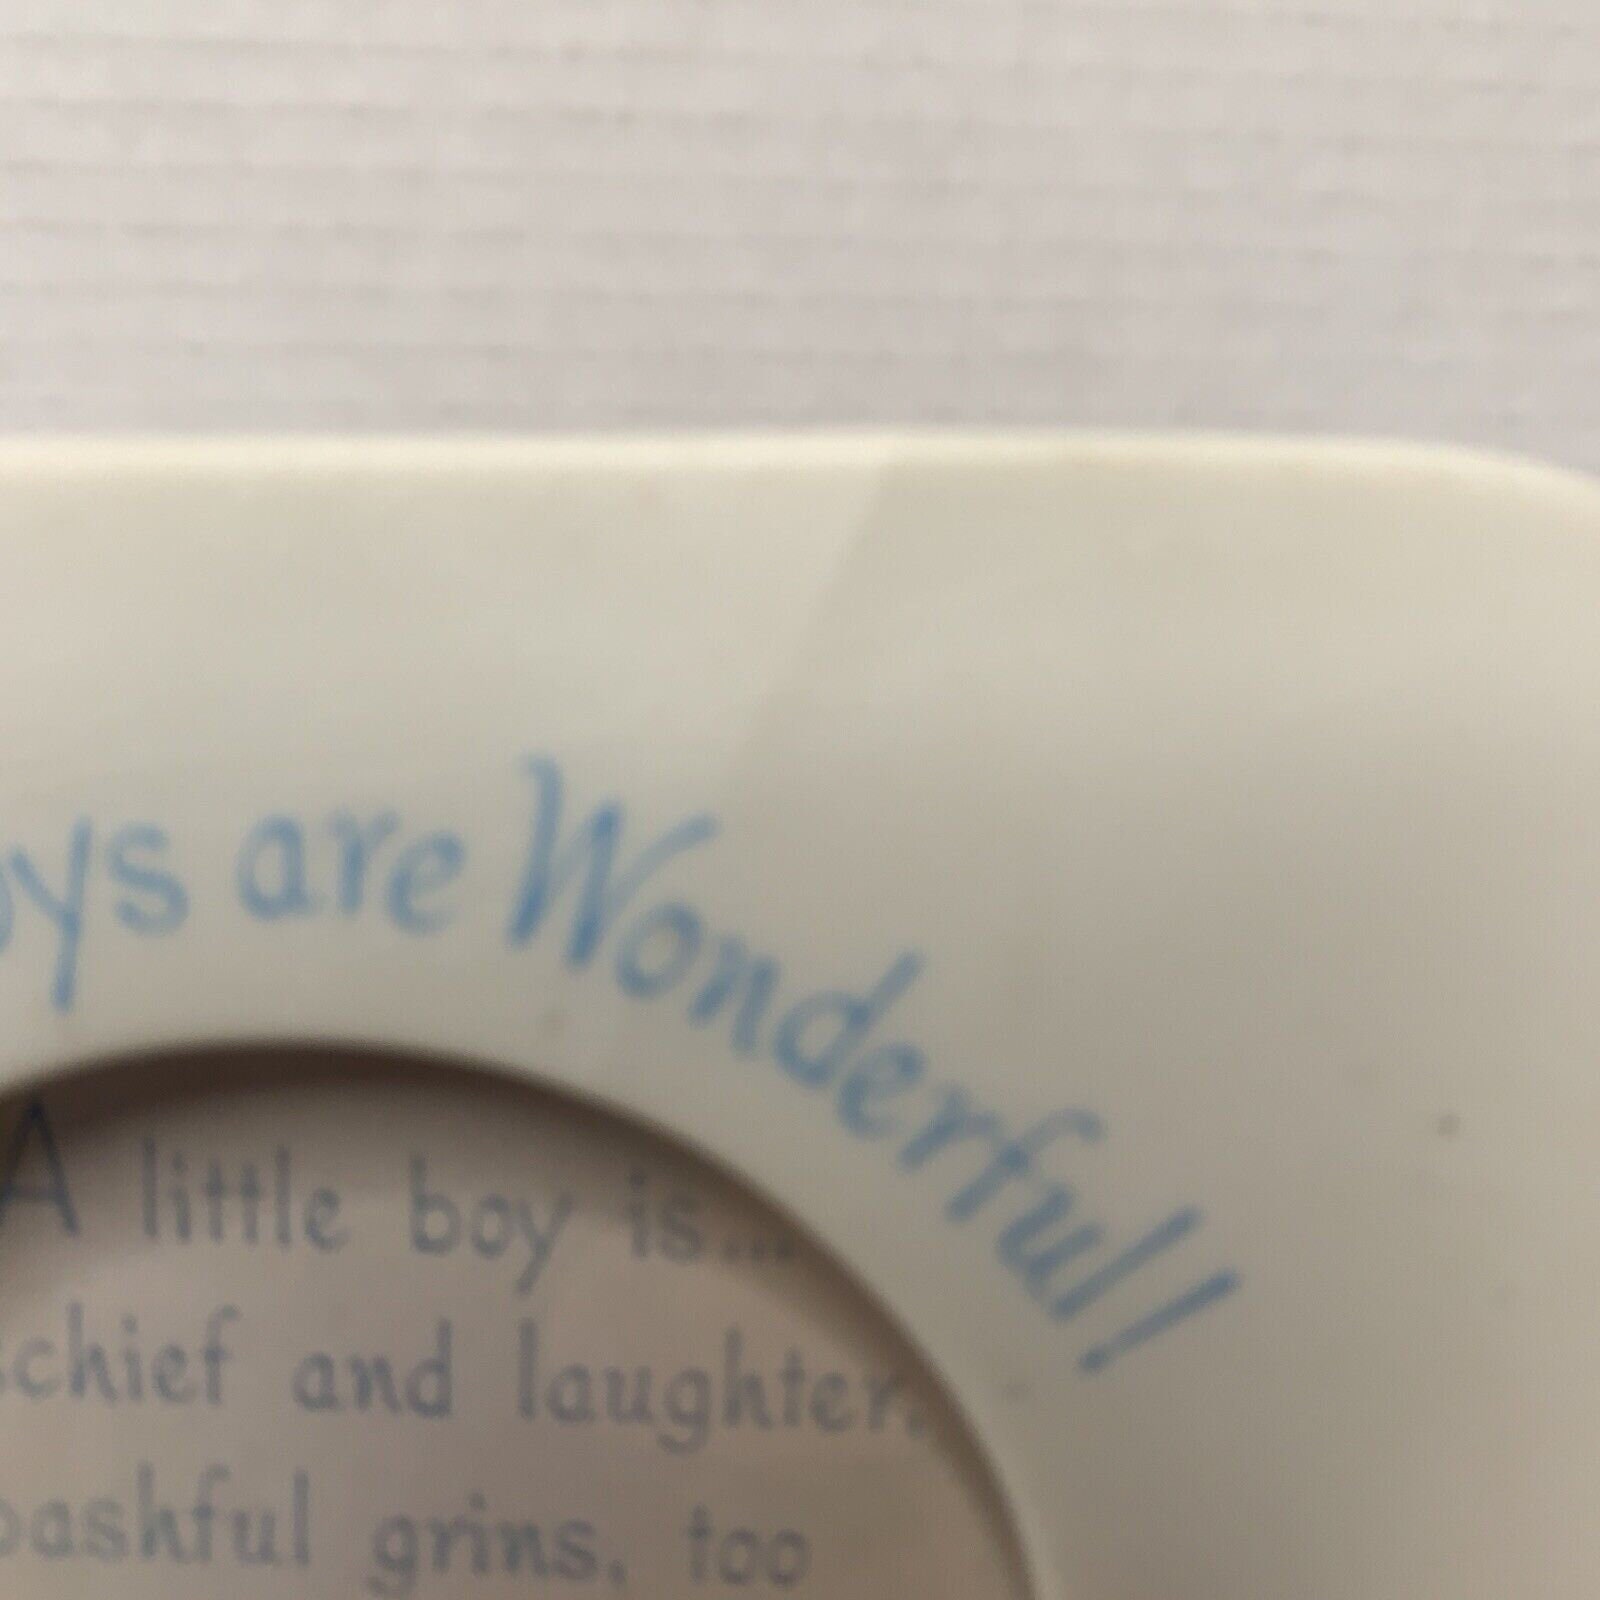 oys are Wonderful!
A little boy is...
schief and laughter,
bashful grins, too